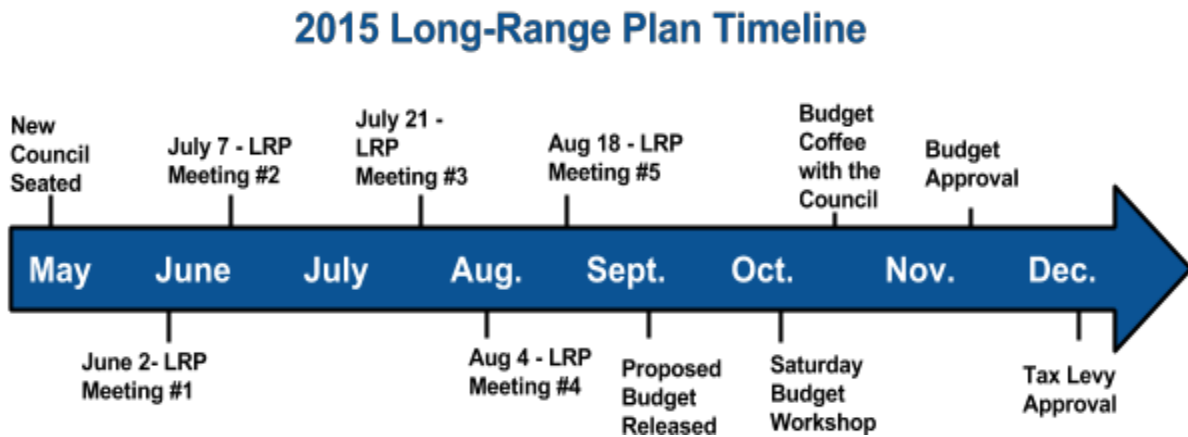 2015 Long-Range Plan Timeline
New
Council
Seated
July 7 - LRP
Meeting #2
July 21 -
LRP
Meeting #3
Aug 18 - LRP
Meeting #5
Budget
Coffee
with the
Council
Budget
Approval
May June July Aug. Sept. Oct. Nov. Dec.
June 2- LRP
Meeting #1
Aug 4 - LRP
Meeting #4
Proposed
Budget
Released
Saturday
Budget
Workshop
Tax Levy
Approval